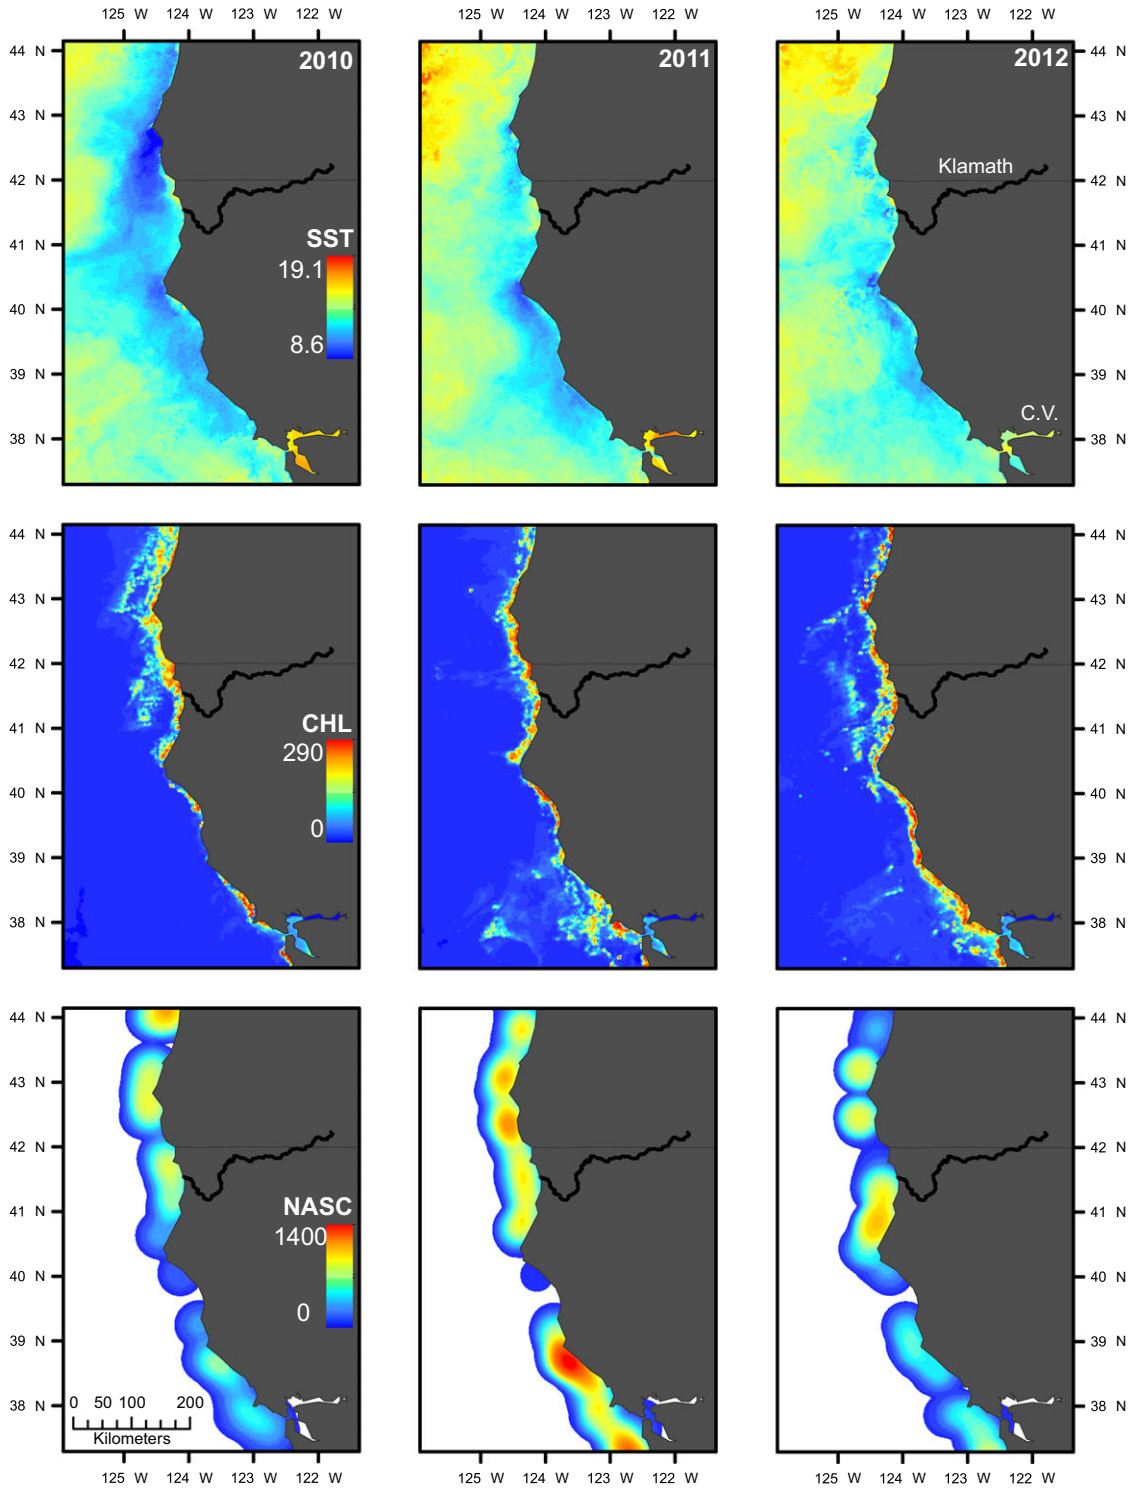 125 W 124 W 123 W 122 W 125 W 124 W 123 W 122 W 125 W 124 W 123 W 122 W
44 N 2010 2011 2012 44 N
43 N 43 N
Klamath
42 N 42 N
SST
41 N 41 N
19.1
40 N 40 N
8.6
39 N 39 N
C.V.
38 N 38 N
44 N 44 N
43 N 43 N
42 N 42 N
CHL
41 N 41 N
290
40 N 40 N
0
39 N 39 N
38 N 38 N
44 N 44 N
43 N 43 N
42 N 42 N
NASC
41 N 41 N
1400
40 N 40 N
0
39 N 39 N
0 50 100 200
38 N 38 N
Kilometers
125 W 124 W 123 W 122 W 125 W 124 W 123 W 122 W 125 W 124 W 123 W 122 W